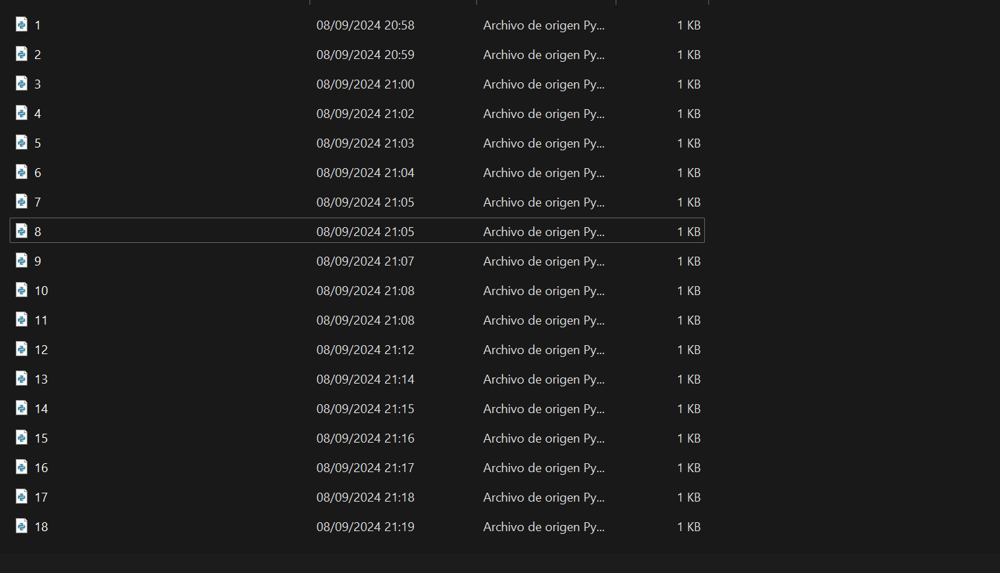 1 08/09/2024 20:58 Archivo de origen Py... 1 KB
2 08/09/2024 20:59 Archivo de origen Py... 1 KB
3 08/09/2024 21:00 Archivo de origen Py... 1 KB
4 08/09/2024 21:02 Archivo de origen Py... 1 KB
5 08/09/2024 21:03 Archivo de origen Py... 1 KB
6 08/09/2024 21:04 Archivo de origen Py... 1 KB
7 08/09/2024 21:05 Archivo de origen Py... 1 KB
8 08/09/2024 21:05 Archivo de origen Py... 1 KB
9 08/09/2024 21:07 Archivo de origen Py... 1 KB
10 08/09/2024 21:08 Archivo de origen Py... 1 KB
11 08/09/2024 21:08 Archivo de origen Py... 1 KB
12 08/09/2024 21:12 Archivo de origen Py... 1 KB
13 08/09/2024 21:14 Archivo de origen Py... 1 KB
14 08/09/2024 21:15 Archivo de origen Py... 1 KB
15 08/09/2024 21:16 Archivo de origen Py... 1 KB
16 08/09/2024 21:17 Archivo de origen Py... 1 KB
17 08/09/2024 21:18 Archivo de origen Py... 1 KB
18 08/09/2024 21:19 Archivo de origen Py... 1 KB